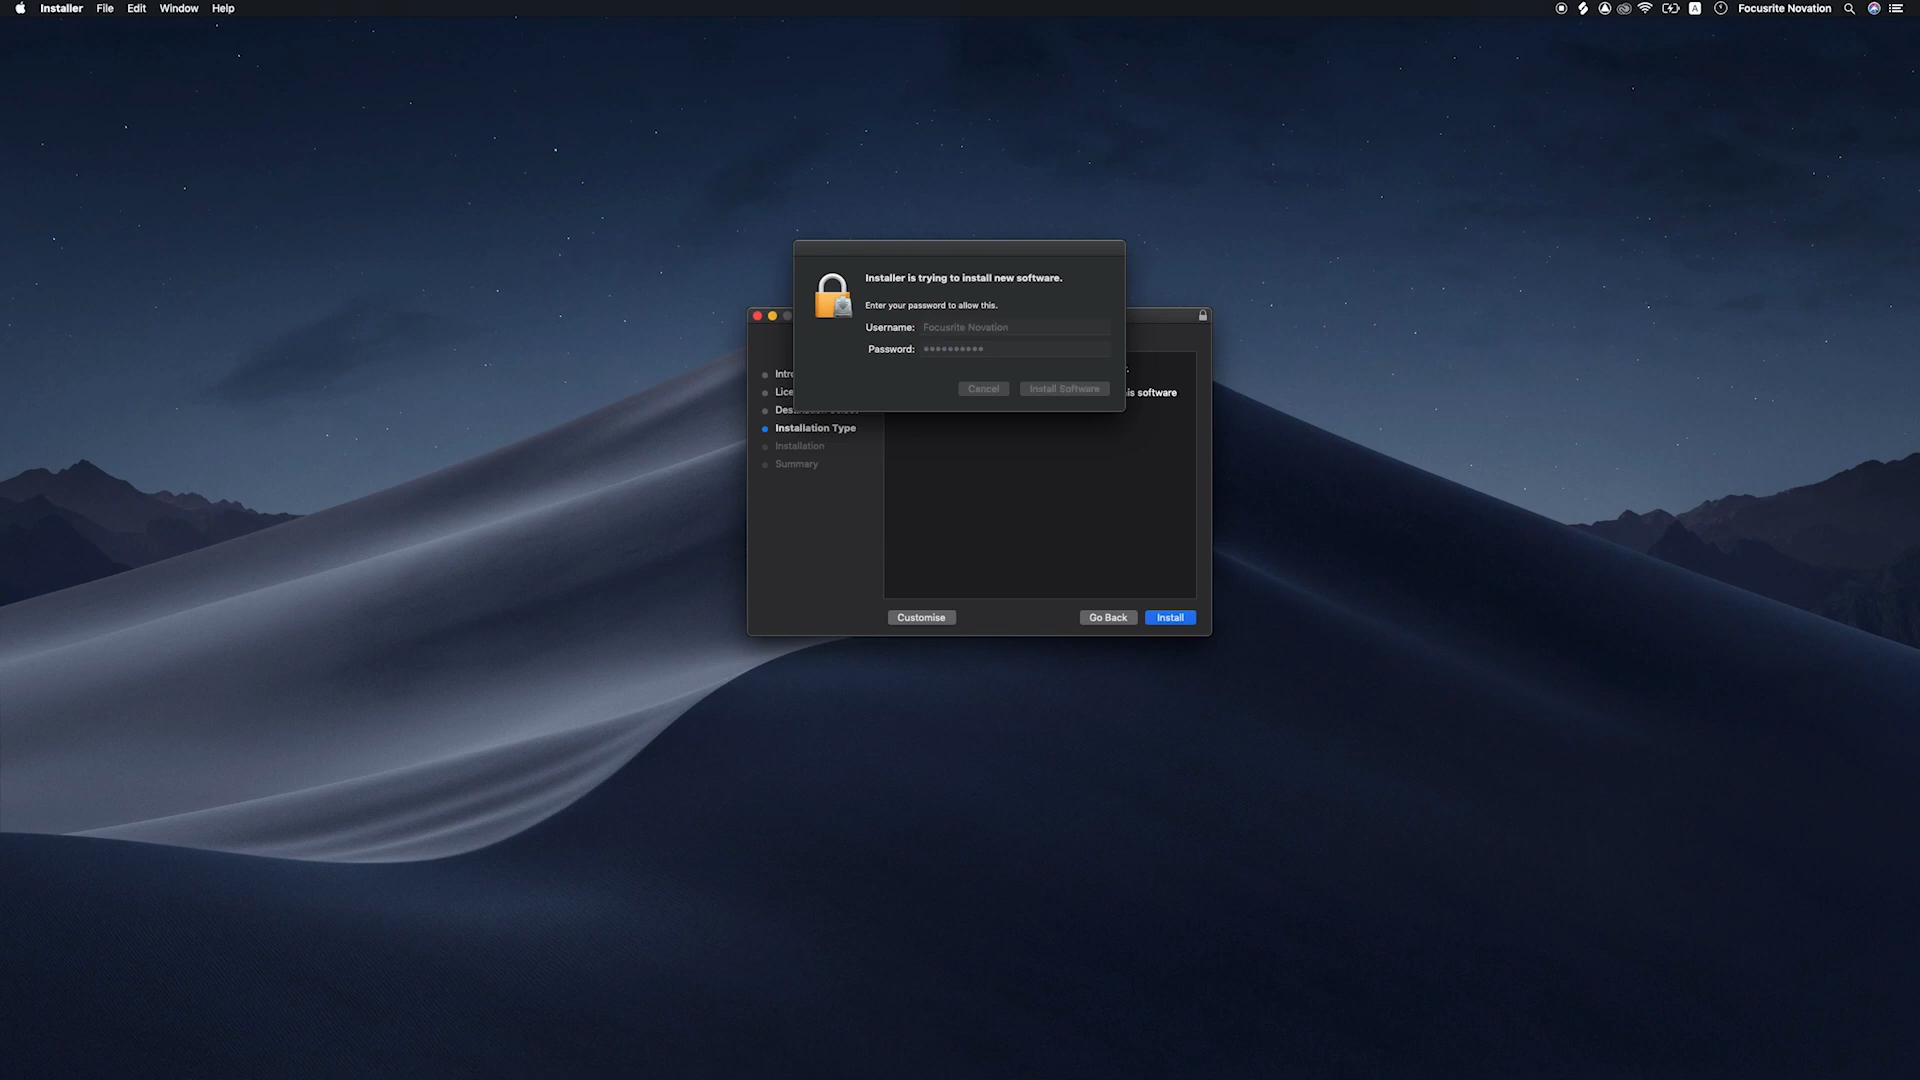 Installer File Edit Window Help
A Focusrite Novation
Installer is trying to install new software.
Enter your password to allow this.
Username: Focusrite Novation
Password: ••••••••••
Cancel Install Software
software
Installation Type
Installation
Summary
Customise Go Back Install